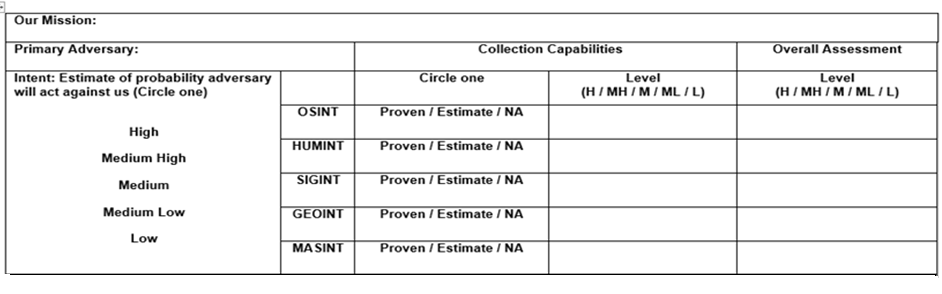 Our Mission:
Primary Adversary: Collection Capabilities Overall Assessment
Intent: Estimate of probability adversary will act against us (Circle one) Circle one Level (H / MH / M / ML / L) Level (H / MH / M / ML / L)
High
Medium High
Medium
Medium Low
Low
OSINT Proven / Estimate / NA
HUMINT Proven / Estimate / NA
SIGINT Proven / Estimate / NA
GEOINT Proven / Estimate / NA
MASINT Proven / Estimate / NA